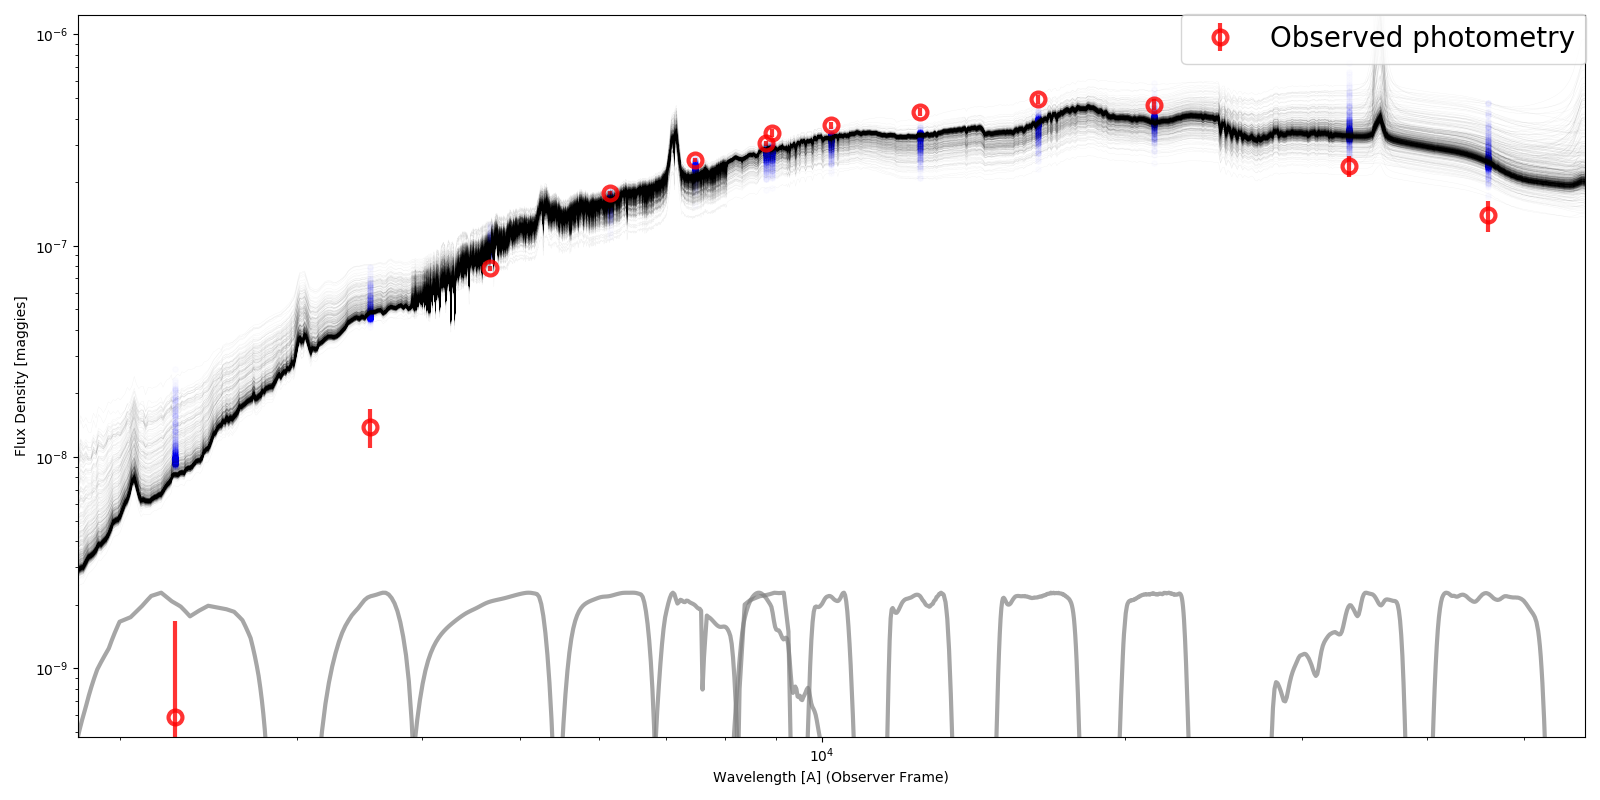 Observed photometry
10⁻⁶
10⁻⁷
10⁻⁸
10⁻⁹
Flux Density [maggies]
10⁴
Wavelength [A] (Observer Frame)